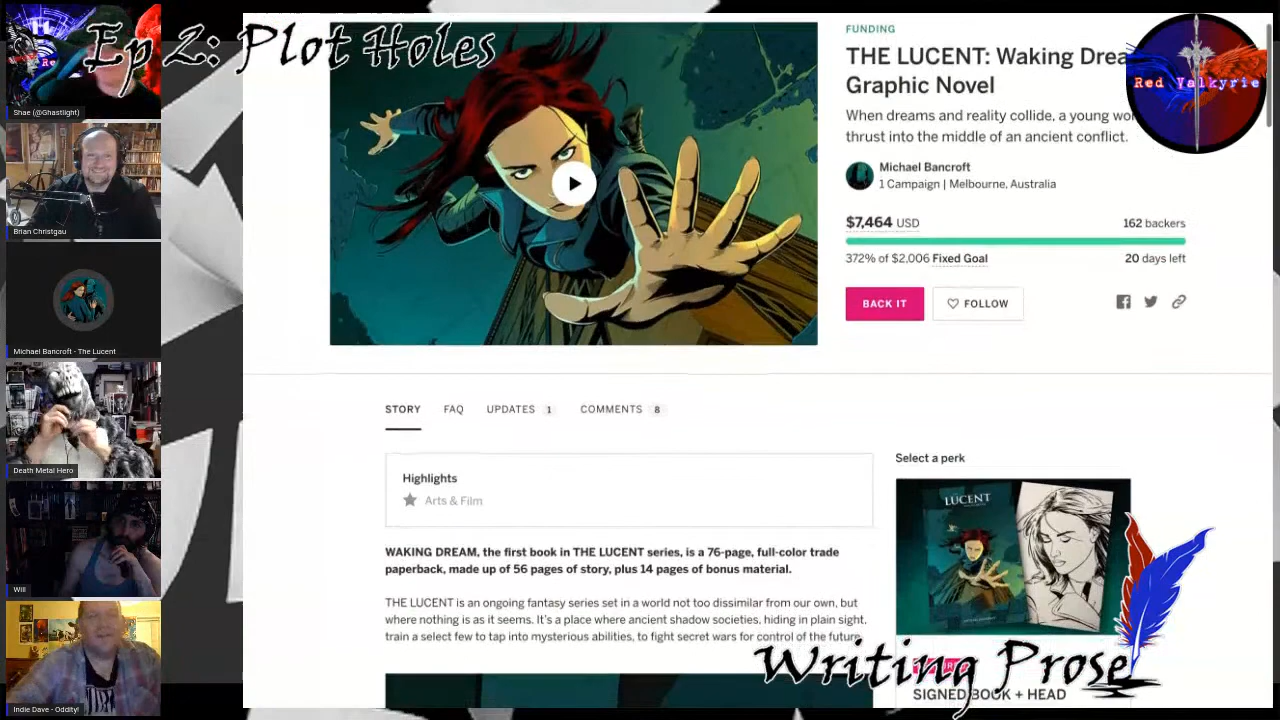 Ep 2: Plot Holes
Re
Shae (@Ghastlight)
Brian Christgau
Michael Bancroft - The Lucent
Death Metal Hero
Will
Indie Dave - Oddity!
FUNDING
THE LUCENT: Waking
Graphic Novel
When dreams and reality collide, a young
thrust into the middle of an ancient conflict.
Michael Bancroft
1 Campaign | Melbourne, Australia
$7,464 USD
162 backers
372% of $2,006 Fixed Goal
20 days left
BACK IT
FOLLOW
Red Valkyrie
STORY
FAQ
UPDATES 1
COMMENTS 8
Highlights
Arts & Film
WAKING DREAM, the first book in THE LUCENT series, is a 76-page, full-color trade
paperback, made up of 56 pages of story, plus 14 pages of bonus material.
THE LUCENT is an ongoing fantasy series set in a world not too dissimilar from our own, but
where nothing is as it seems. It's a place where ancient shadow societies, hiding in plain sight,
train a select few to tap into mysterious abilities, to fight secret wars for control of the future.
Select a perk
LUCENT
Writing Prose
SIGNED BOOK + HEAD